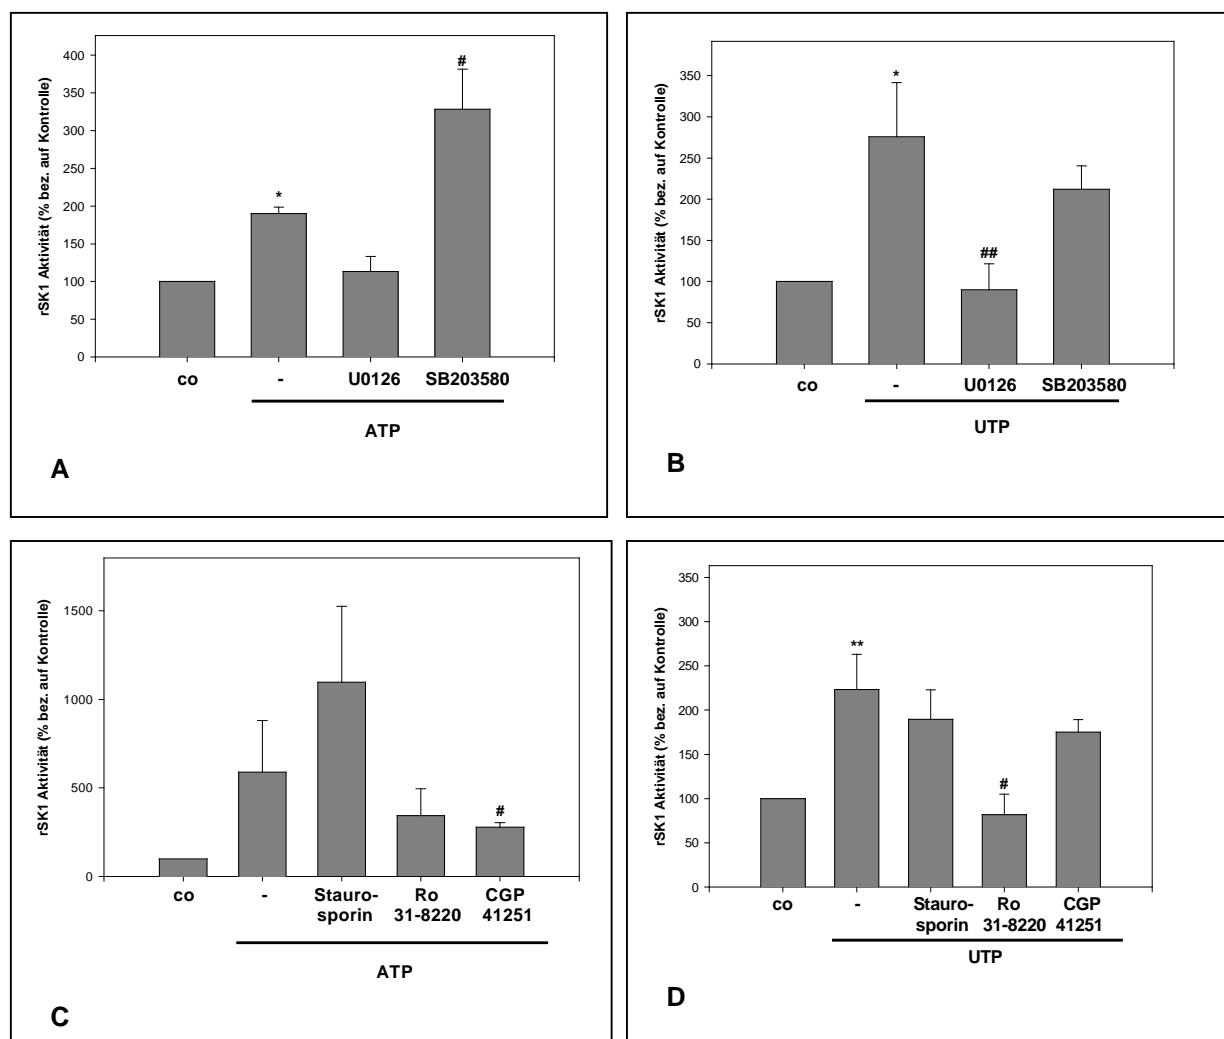 rSK1 Aktivität (% bez. auf Kontrolle)
400
350
300
250
200
150
100
50
0
*
#
co
-
U0126
SB203580
ATP
A
rSK1 Aktivität (% bez. auf Kontrolle)
350
300
250
200
150
100
50
0
*
##
co
-
U0126
SB203580
UTP
B
rSK1 Aktivität (% bez. auf Kontrolle)
1500
1000
500
0
#
co
-
Stauro-
sporin
Ro
31-8220
CGP
41251
ATP
C
rSK1 Aktivität (% bez. auf Kontrolle)
350
300
250
200
150
100
50
0
**
#
co
-
Stauro-
sporin
Ro
31-8220
CGP
41251
UTP
D